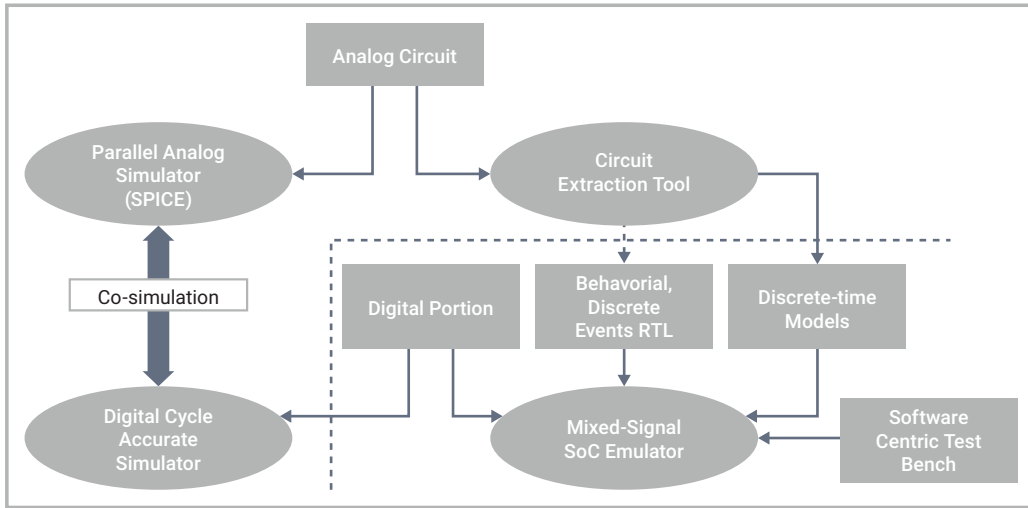 Analog Circuit
Parallel Analog
Simulator
(SPICE)
Circuit
Extraction Tool
Co-simulation
Digital Portion
Behavorial,
Discrete
Events RTL
Discrete-time
Models
Digital Cycle
Accurate
Simulator
Mixed-Signal
SoC Emulator
Software
Centric Test
Bench